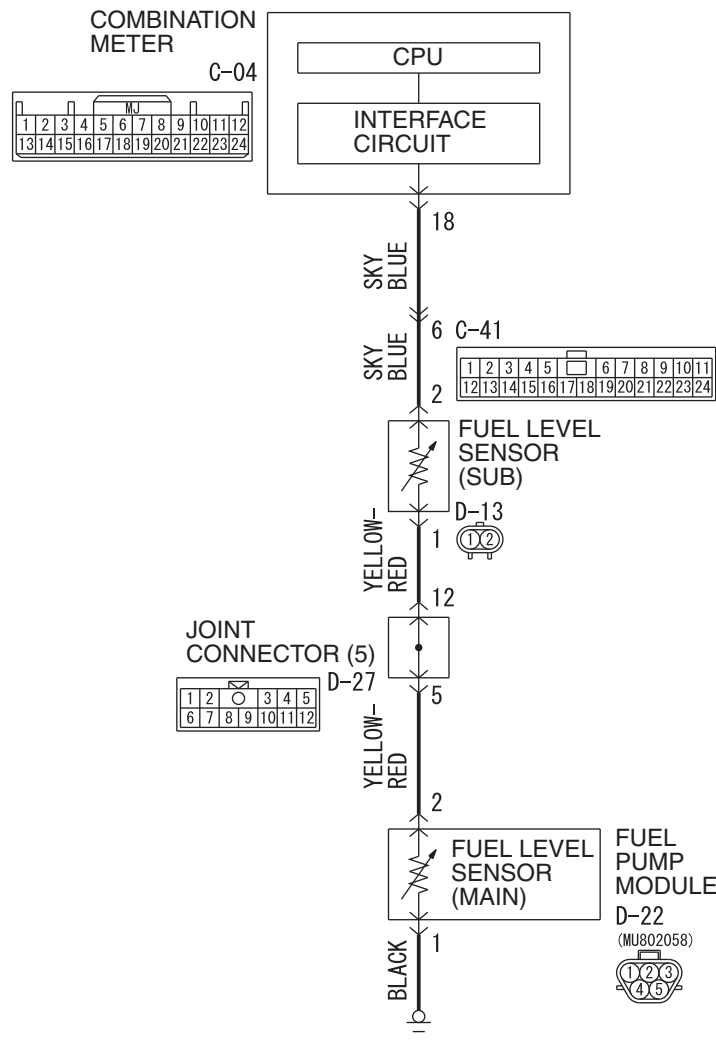 COMBINATION
METER
C-04
CPU
MJ
1 2 3 4 5 6 7 8 9 10 11 12
13 14 15 16 17 18 19 20 21 22 23 24
INTERFACE
CIRCUIT
18
SKY
BLUE
6 C-41
SKY
BLUE
1 2 3 4 5 6 7 8 9 10 11
12 13 14 15 16 17 18 19 20 21 22 23 24
2
FUEL LEVEL
SENSOR
(SUB)
D-13
1 2
1
YELLOW-
RED
12
JOINT
CONNECTOR (5)
D-27
1 2 3 4 5
6 7 8 9 10 11 12
5
YELLOW-
RED
2
FUEL LEVEL
SENSOR
(MAIN)
FUEL
PUMP
MODULE
D-22
(MU802058)
1 2 3
4 5
1
BLACK